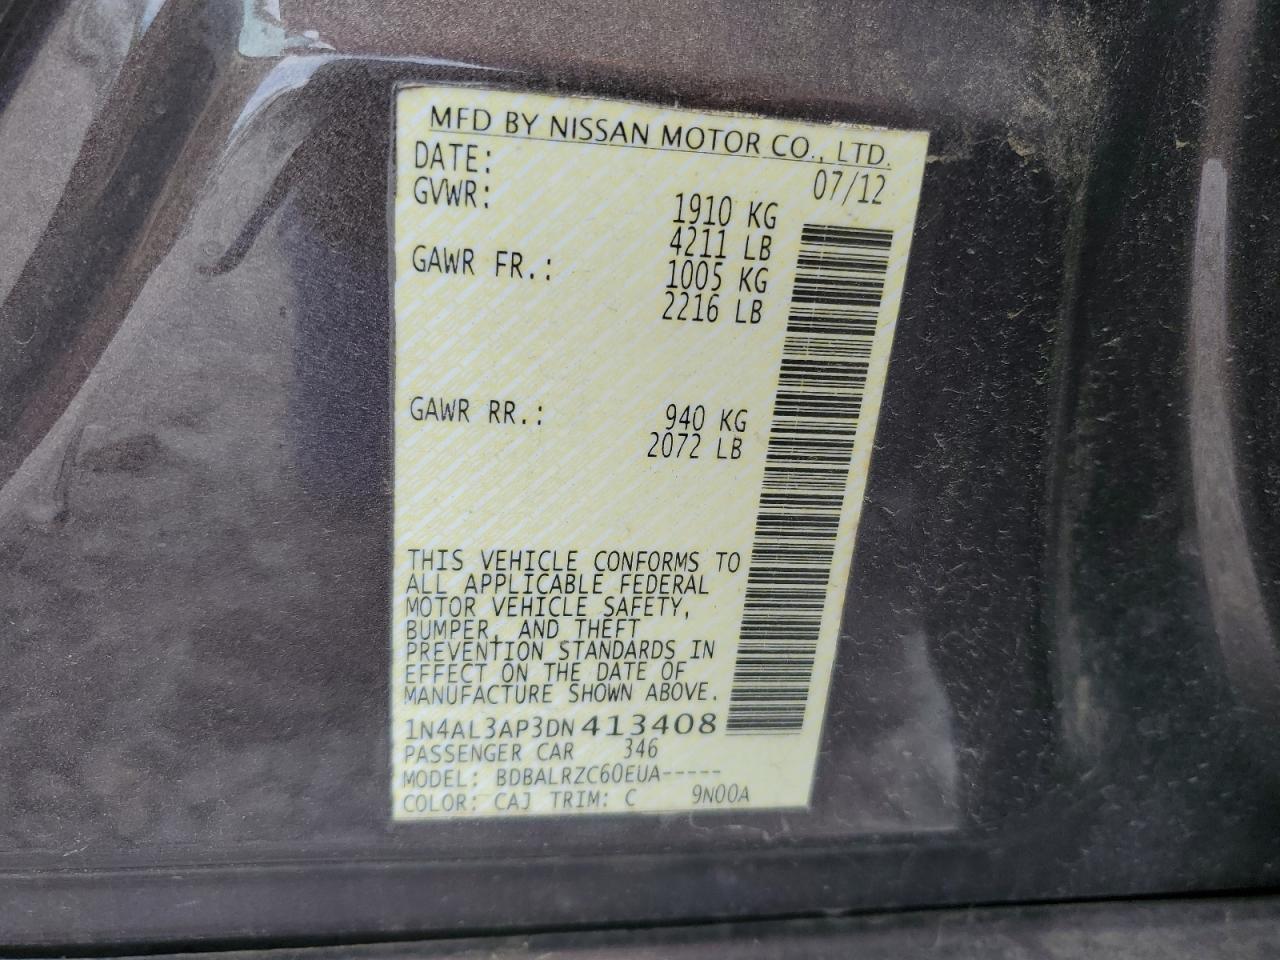 MFD BY NISSAN MOTOR CO., LTD.
DATE: 07/12
GVWR: 1910 KG
4211 LB
GAWR FR.: 1005 KG
2216 LB
GAWR RR.: 940 KG
2072 LB
THIS VEHICLE CONFORMS TO
ALL APPLICABLE FEDERAL
MOTOR VEHICLE SAFETY,
BUMPER, AND THEFT
PREVENTION STANDARDS IN
EFFECT ON THE DATE OF
MANUFACTURE SHOWN ABOVE.
1N4AL3AP3DN413408
PASSENGER CAR 346
MODEL: BDBALRZC60EUA-----
COLOR: CAJ TRIM: C 9N00A